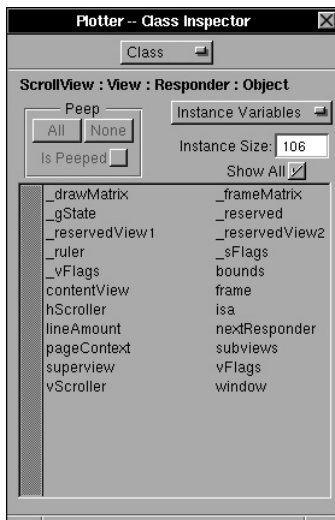 Plotter -- Class Inspector
Class
ScrollView : View : Responder : Object
Peep
All None
Is Peeped
Instance Variables
Instance Size: 106
Show All
_drawMatrix _frameMatrix
_gState _reserved
_reservedView1 _reservedView2
_ruler _sFlags
_vFlags bounds
contentView frame
hScroller isa
lineAmount nextResponder
pageContext subviews
superview vFlags
vScroller window